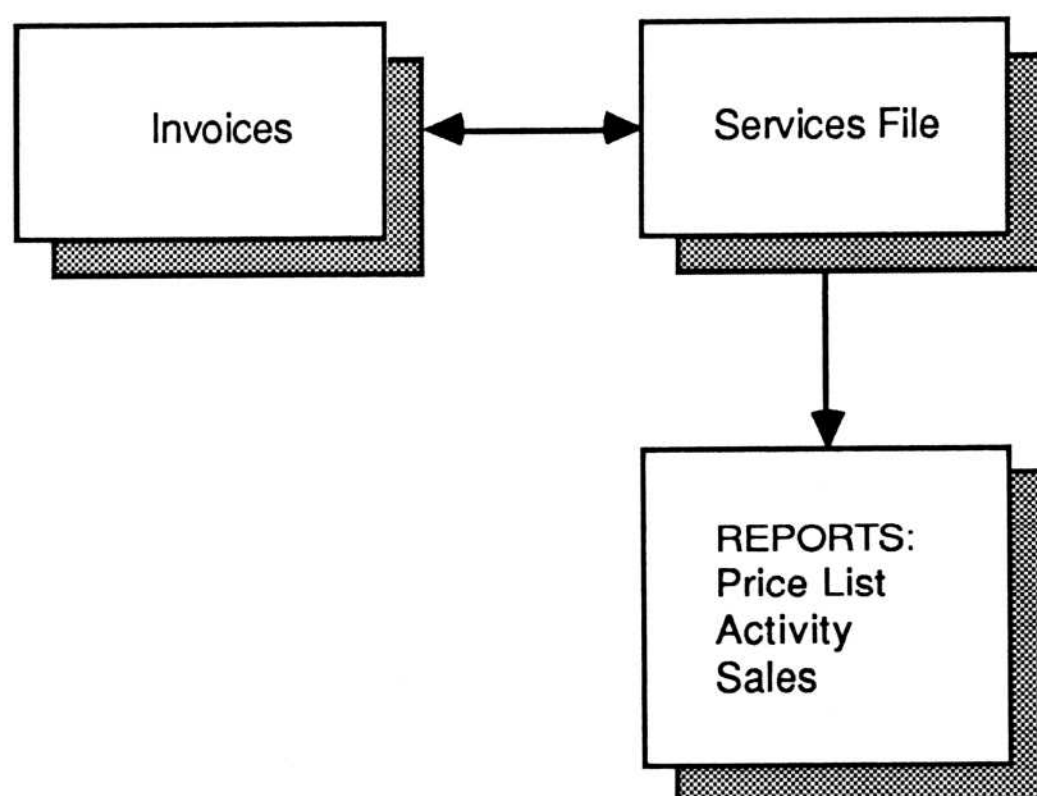 Invoices
Services File
REPORTS:
Price List
Activity
Sales